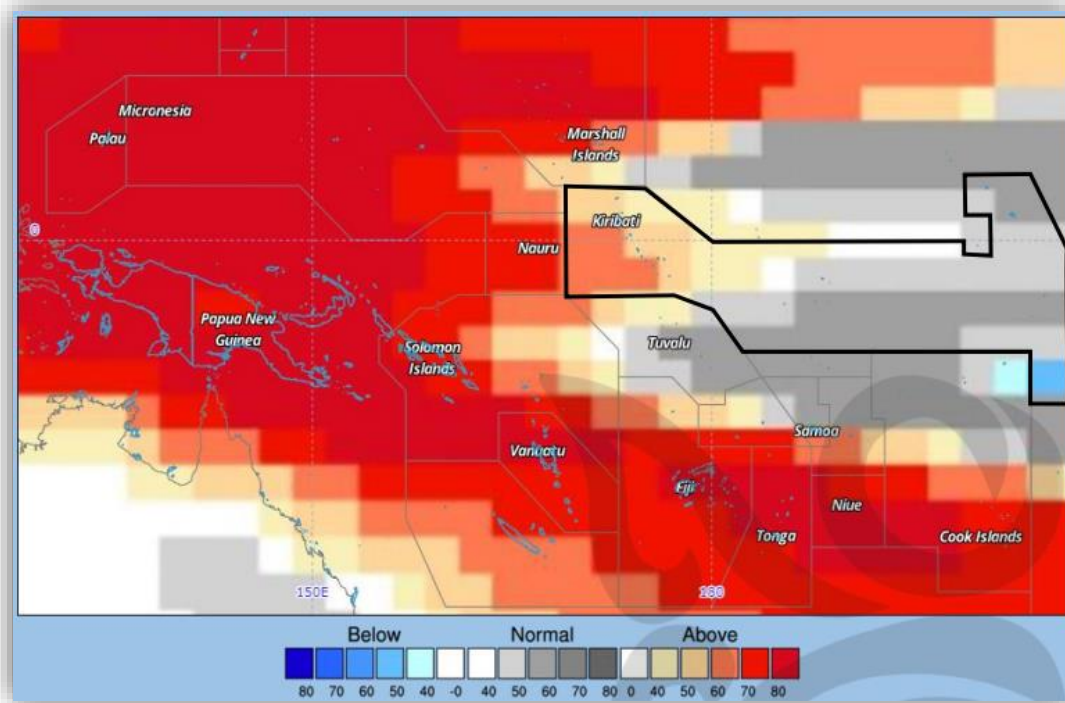 Micronesia
Palau
Marshall
Islands
Kiribati
0
Nauru
Papua New
Guinea
Solomon
Islands
Tuvalu
Samoa
Vanuatu
Fiji
Niue
Tonga
Cook Islands
150E
180
Below Normal Above
80 70 60 50 40 -0 40 50 60 70 80 0 40 50 60 70 80